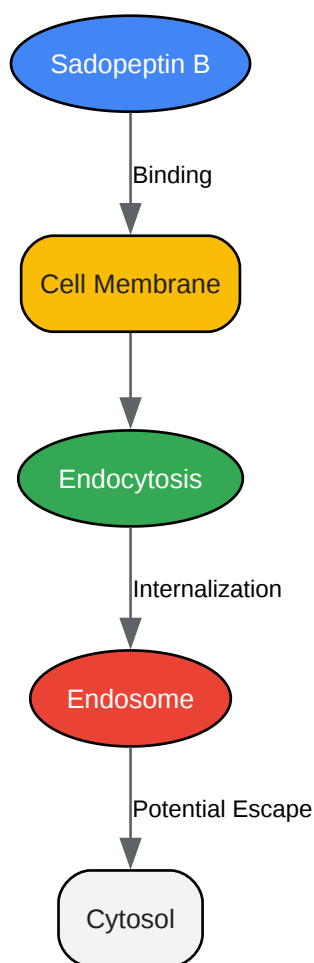 Sadopeptin B
Binding
Cell Membrane
Endocytosis
Internalization
Endosome
Potential Escape
Cytosol